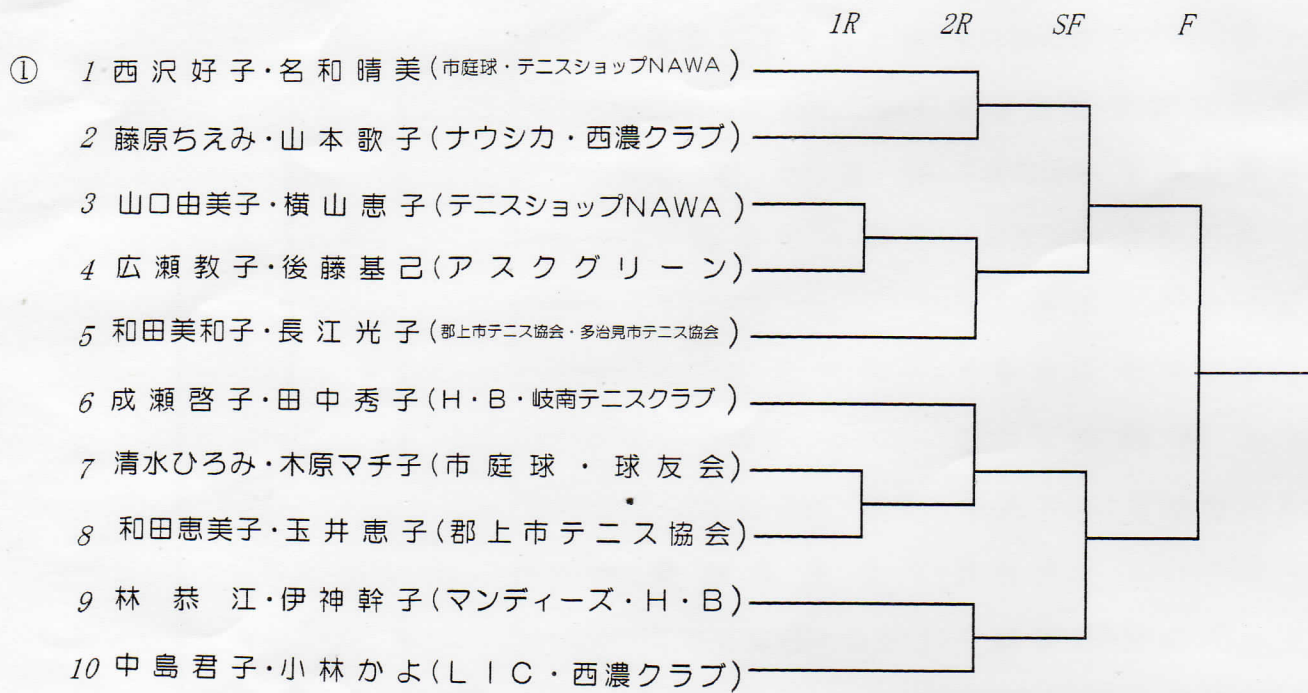 1R 2R SF F
① 1 西沢好子・名和晴美(市庭球・テニスショップNAWA)
2 藤原ちえみ・山本歌子(ナウシカ・西濃クラブ)
3 山口由美子・横山恵子(テニスショップNAWA)
4 広瀬教子・後藤基己(アスクグリーン)
5 和田美和子・長江光子(郡上市テニス協会・多治見市テニス協会)
6 成瀬啓子・田中秀子(H・B・岐南テニスクラブ)
7 清水ひろみ・木原マチ子(市庭球・球友会)
8 和田恵美子・玉井恵子(郡上市テニス協会)
9 林恭江・伊神幹子(マンディーズ・H・B)
10 中島君子・小林かよ(LIC・西濃クラブ)